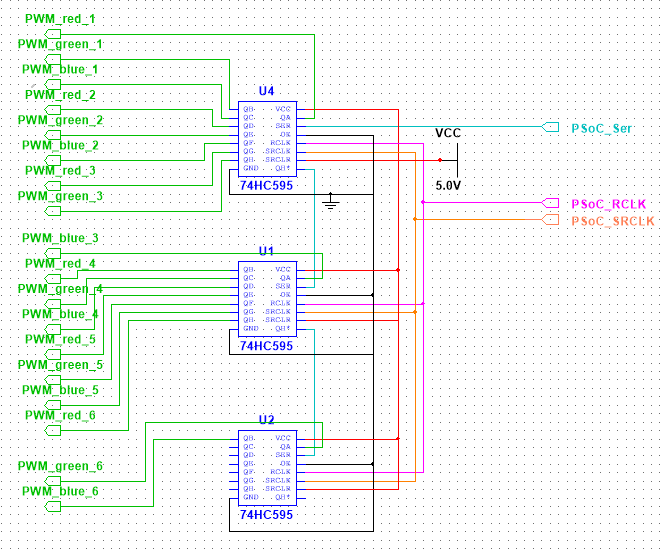 PWM_red_1
PWM_green_1
PWM_blue_1
PWM_red_2
PWM_green_2
PWM_blue_2
PWM_red_3
PWM_green_3
U4
QB VCC
QC QA
QD SER
QE OE
QF RCLK
QG SRCLK
QH SRCLR
GND QH'
74HC595
VCC
5.0V
PSoC_Ser
PSoC_RCLK
PSoC_SRCLK
PWM_blue_3
PWM_red_4
PWM_green_4
PWM_blue_4
PWM_red_5
PWM_green_5
PWM_blue_5
PWM_red_6
U1
QB VCC
QC QA
QD SER
QE OE
QF RCLK
QG SRCLK
QH SRCLR
GND QH'
74HC595
PWM_green_6
PWM_blue_6
U2
QB VCC
QC QA
QD SER
QE OE
QF RCLK
QG SRCLK
QH SRCLR
GND QH'
74HC595